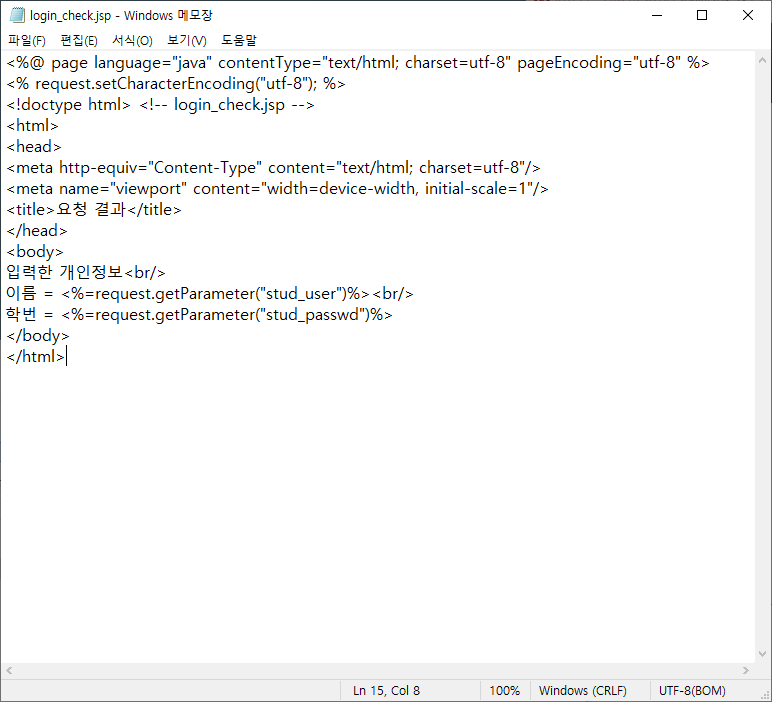 login_check.jsp - Windows 메모장
파일(F) 편집(E) 서식(O) 보기(V) 도움말
<%@ page language="java" contentType="text/html; charset=utf-8" pageEncoding="utf-8" %>
<% request.setCharacterEncoding("utf-8"); %>
<!doctype html> <!-- login_check.jsp -->
<html>
<head>
<meta http-equiv="Content-Type" content="text/html; charset=utf-8"/>
<meta name="viewport" content="width=device-width, initial-scale=1"/>
<title>요청 결과</title>
</head>
<body>
입력한 개인정보<br/>
이름 = <%=request.getParameter("stud_user")%><br/>
학번 = <%=request.getParameter("stud_passwd")%>
</body>
</html>
Ln 15, Col 8 100% Windows (CRLF) UTF-8(BOM)